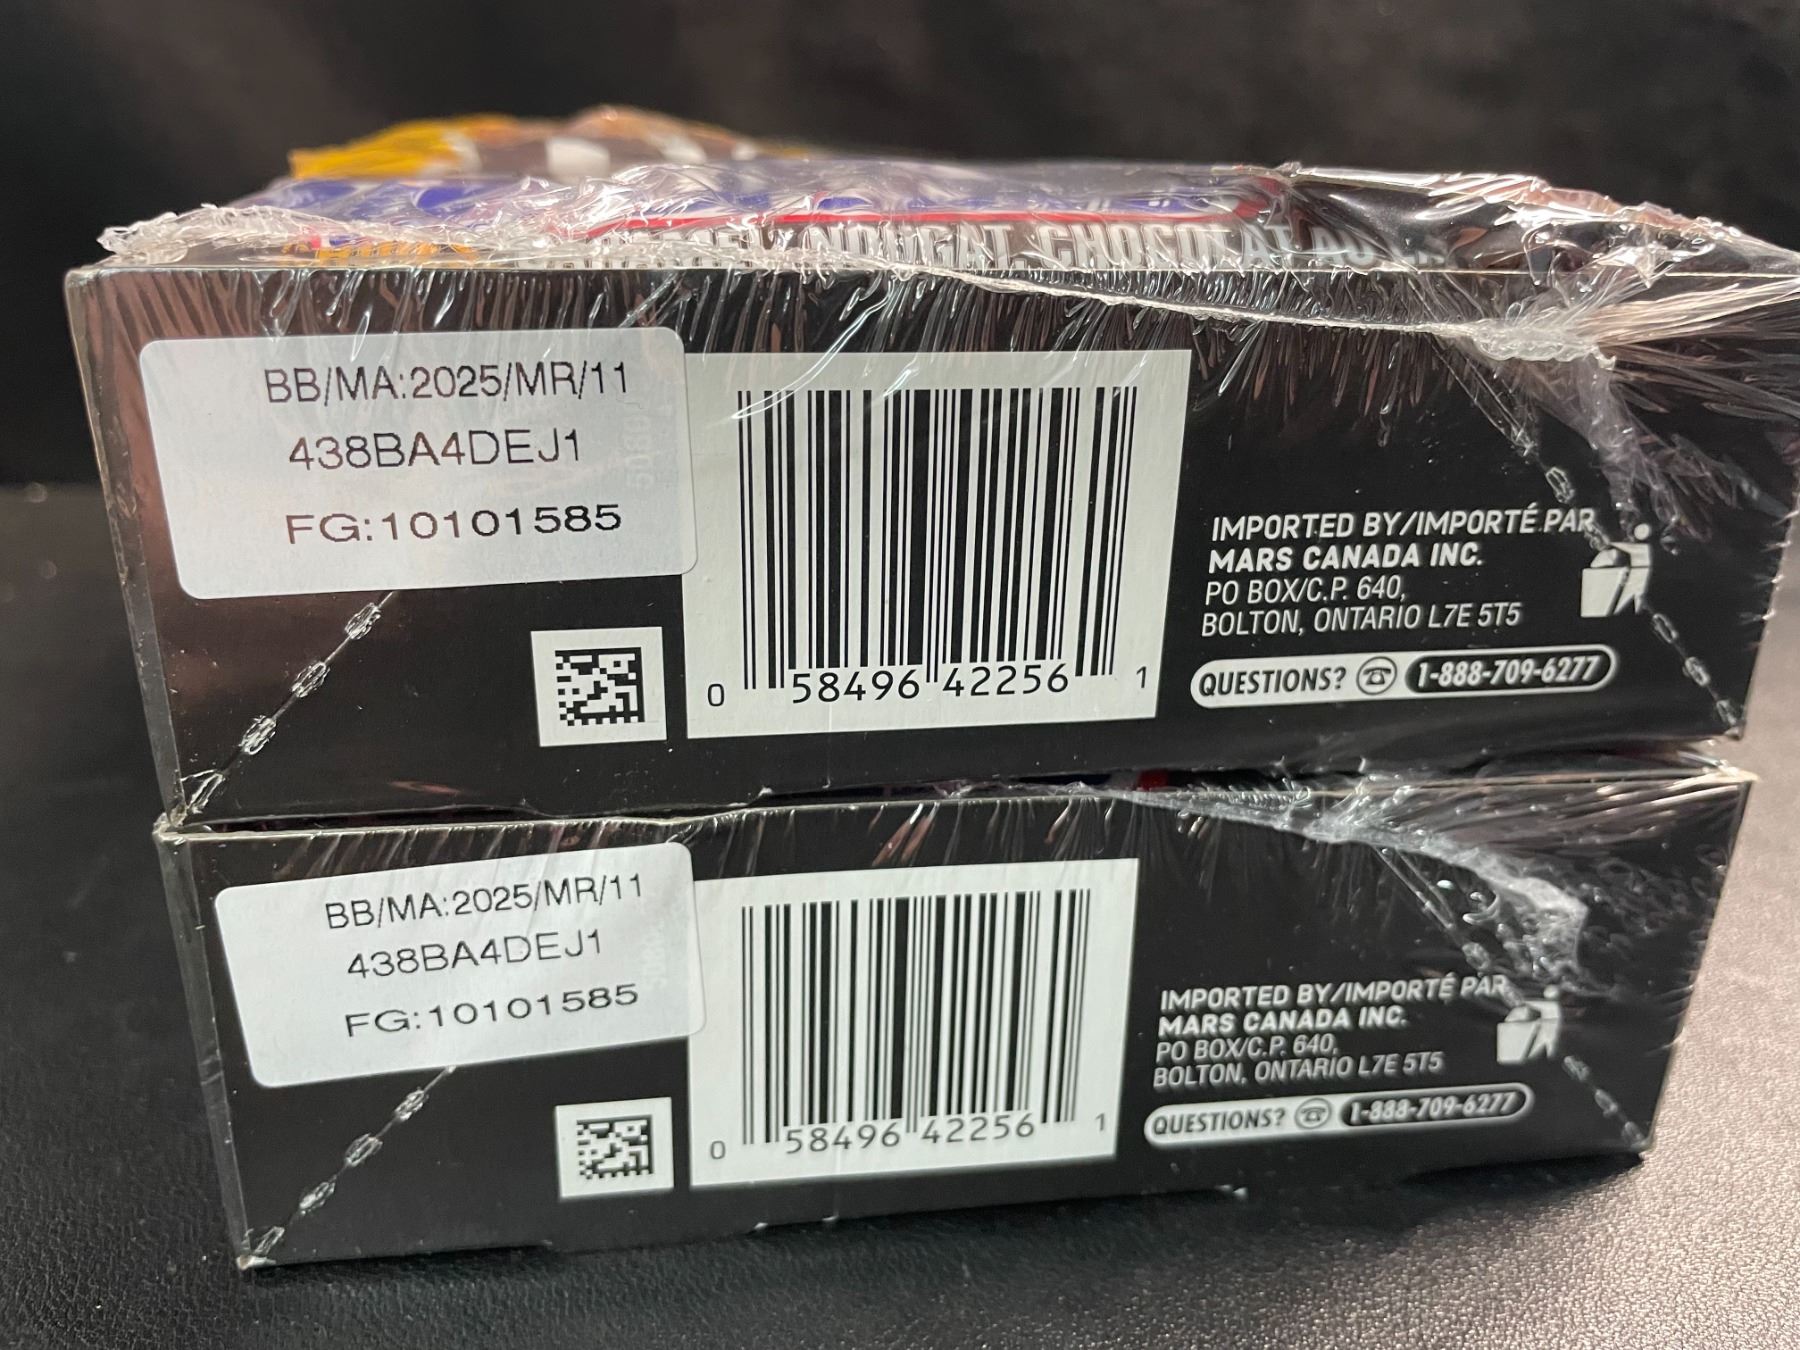 NOUGAT, CHOCOLAT AU LA
BB/MA:2025/MR/11
438BA4DEJ1
FG:10101585
0 58496 42256 1
IMPORTED BY/IMPORTÉ PAR
MARS CANADA INC.
PO BOX/C.P. 640,
BOLTON, ONTARIO L7E 5T5
QUESTIONS? 1-888-709-6277
BB/MA:2025/MR/11
438BA4DEJ1
FG:10101585
0 58496 42256 1
IMPORTED BY/IMPORTÉ PAR
MARS CANADA INC.
PO BOX/C.P. 640,
BOLTON, ONTARIO L7E 5T5
QUESTIONS? 1-888-709-6277